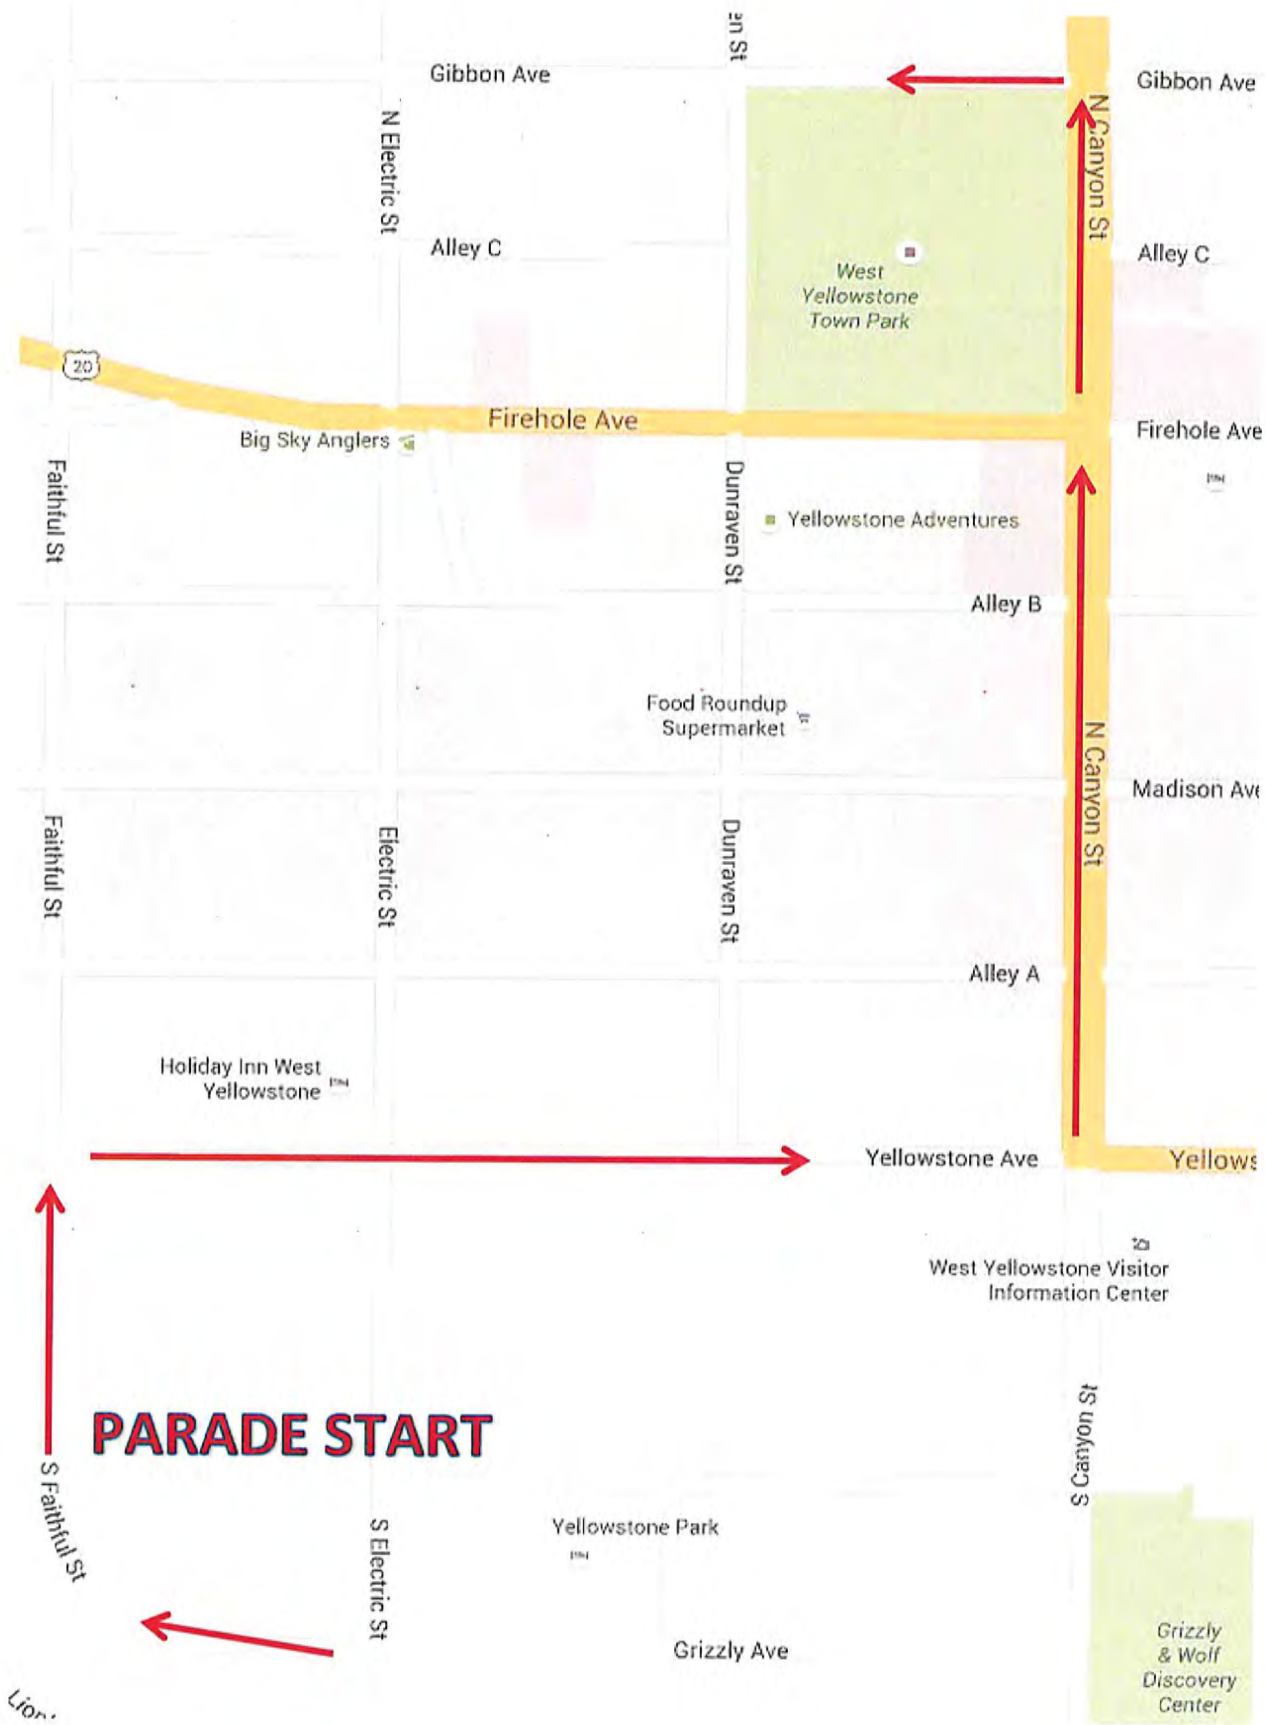 en St
Gibbon Ave
Gibbon Ave
N Electric St
N Canyon St
Alley C
Alley C
West
Yellowstone
Town Park
20
Firehole Ave
Firehole Ave
Big Sky Anglers
Faithful St
Dunraven St
Yellowstone Adventures
Alley B
Food Roundup
Supermarket
N Canyon St
Madison Ave
Faithful St
Electric St
Dunraven St
Alley A
Holiday Inn West
Yellowstone
Yellowstone Ave
Yellows
West Yellowstone Visitor
Information Center
PARADE START
S Canyon St
S Faithful St
S Electric St
Yellowstone Park
Grizzly Ave
Grizzly
& Wolf
Discovery
Center